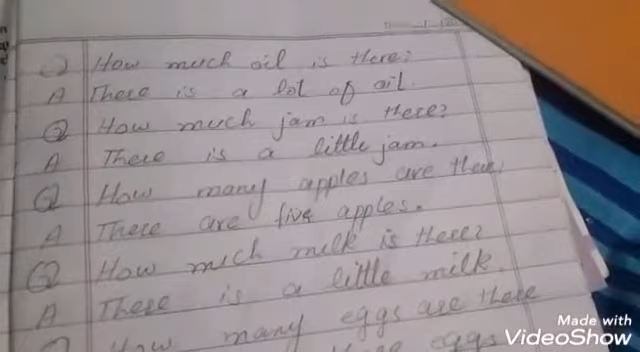 Q How much oil is there?
A There is a lot of oil.
Q How much jam is there?
A There is a little jam.
Q How many apples are there?
A There are five apples.
Q How much milk is there?
A There is a little milk.
Q How many eggs are there
eggs
Made with
VideoShow